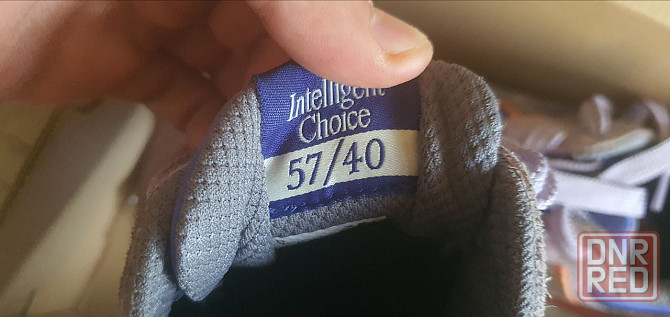 Intelligent
Choice
57/40
DNR
RED